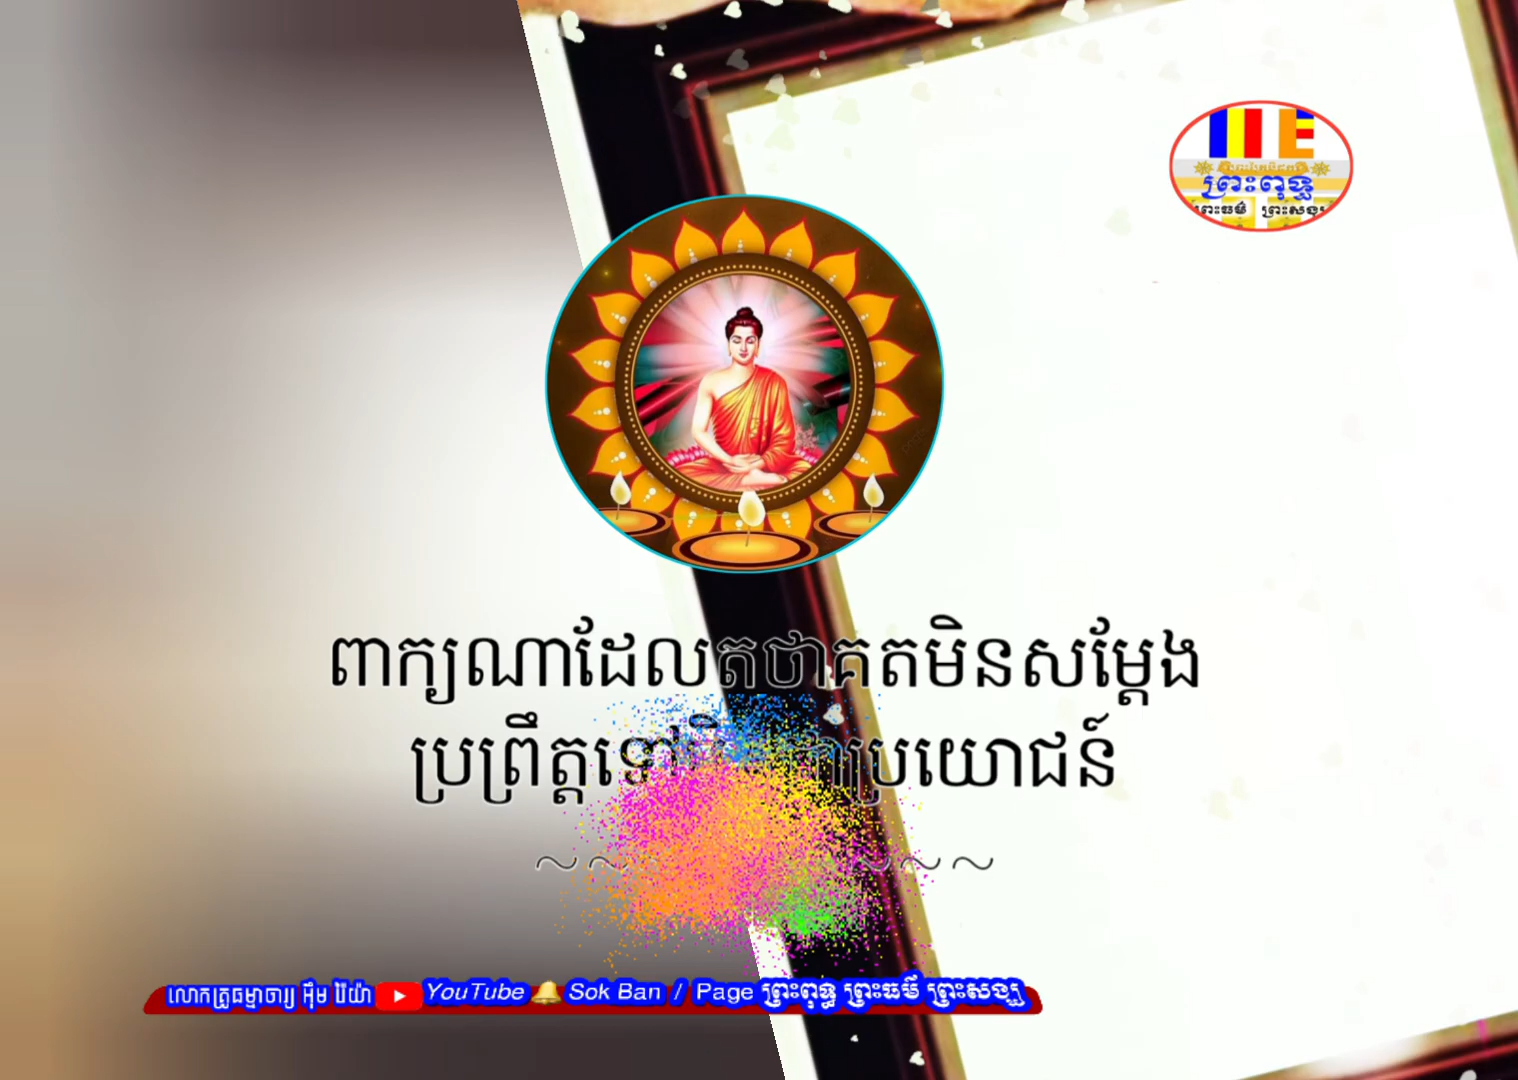 ព្រះពុទ្ធ
ព្រះធម៌ ព្រះសង្ឃ
ពាក្យណាដែលតថាគតមិនសម្ដែង
ប្រព្រឹត្តទៅ ប្រយោជន៍
~~ ~~
លោកគ្រូធម្មាចារ្យ អ៊ឹម រ៉ៃយ៉ា YouTube Sok Ban / Page ព្រះពុទ្ធ ព្រះធម៌ ព្រះសង្ឃ